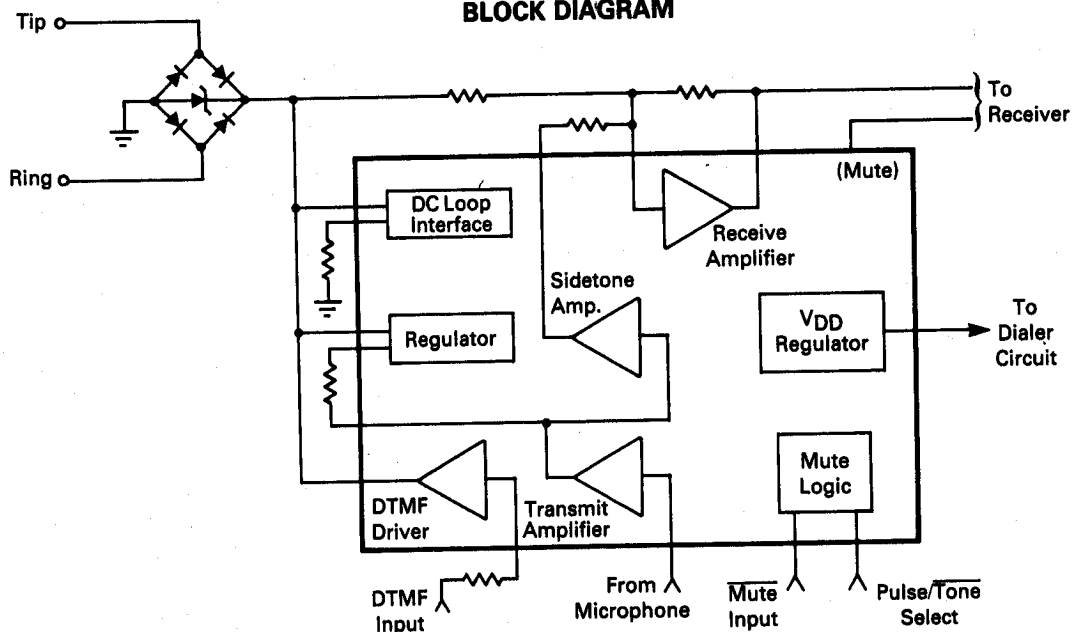 BLOCK DIAGRAM
Tip
Ring
To
Receiver
(Mute)
DC Loop
Interface
Receive
Amplifier
Sidetone
Amp.
Regulator
VDD
Regulator
To
Dialer
Circuit
Mute
Logic
DTMF
Driver
Transmit
Amplifier
DTMF
Input
From
Microphone
Mute
Input
Pulse/Tone
Select